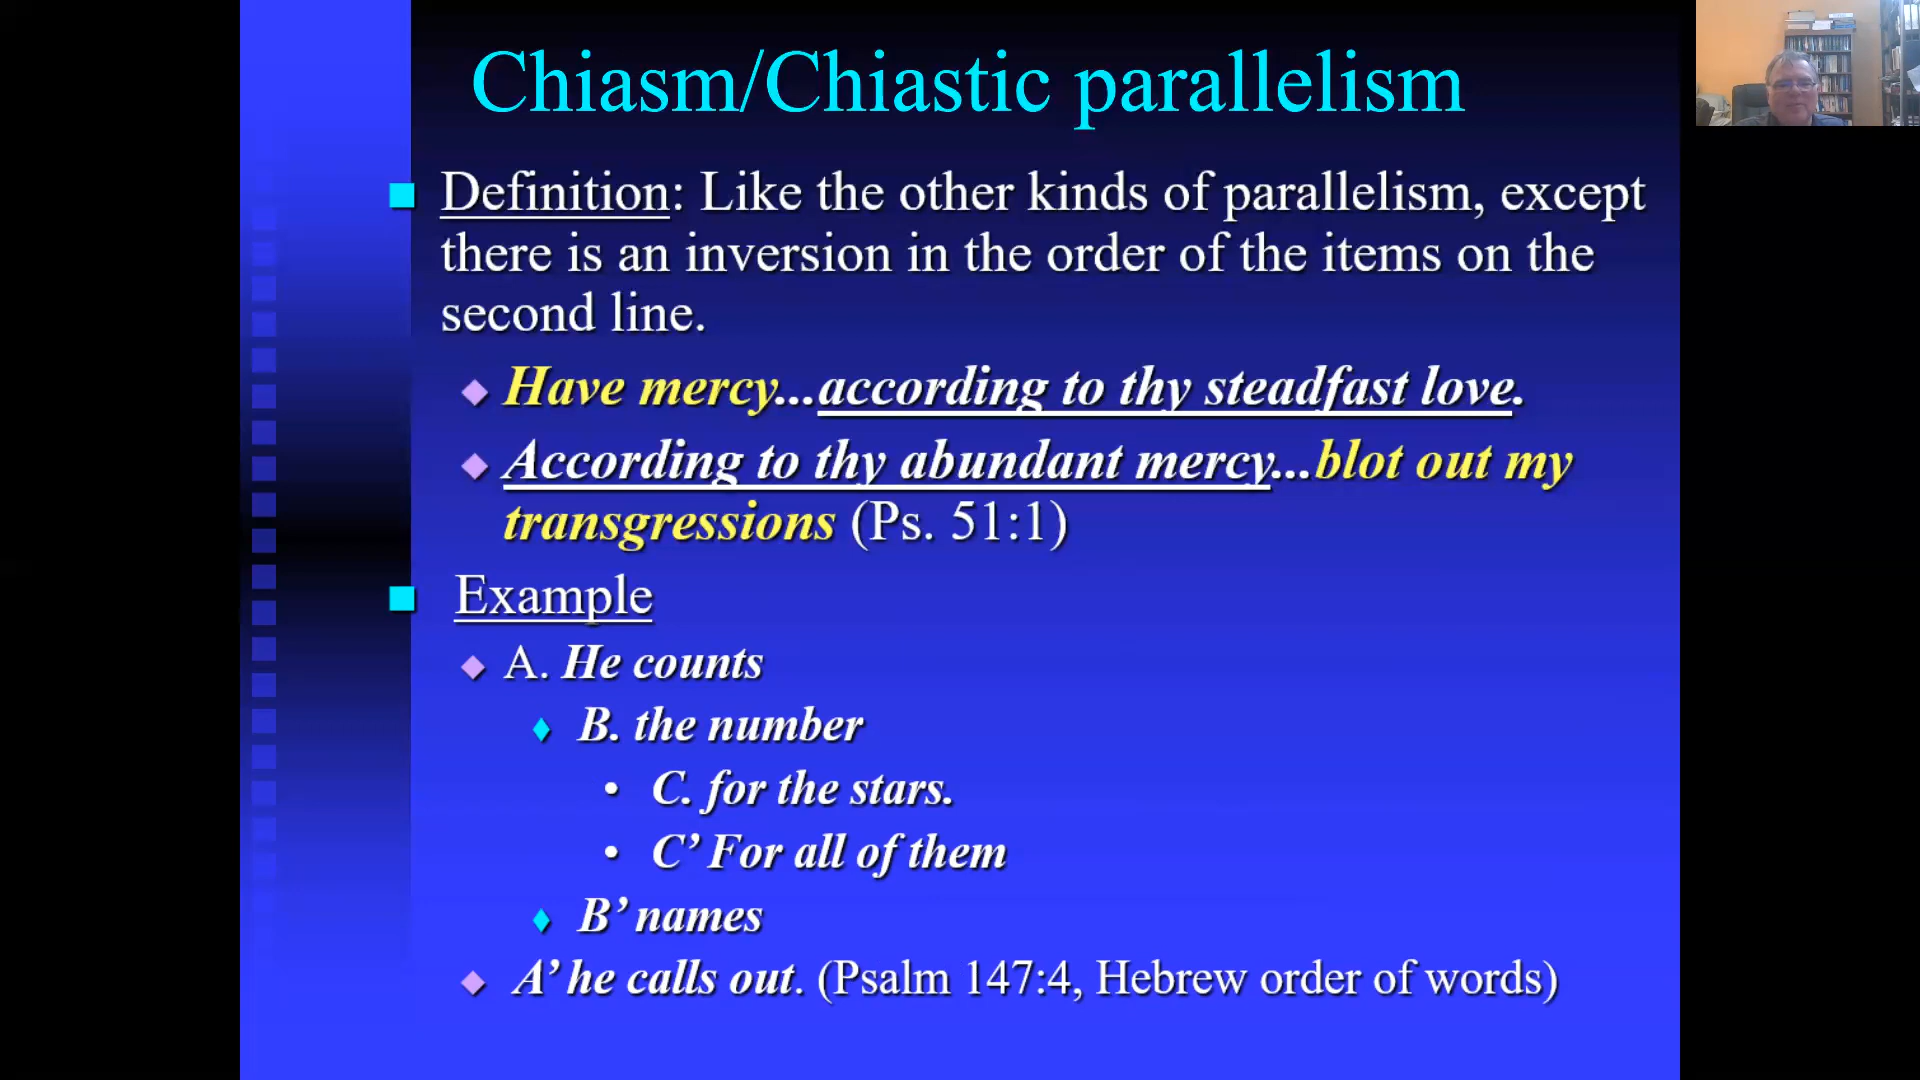 Chiasm/Chiastic parallelism
Definition: Like the other kinds of parallelism, except
there is an inversion in the order of the items on the
second line.
Have mercy...according to thy steadfast love.
According to thy abundant mercy...blot out my
transgressions (Ps. 51:1)
Example
A. He counts
B. the number
C. for the stars.
C’ For all of them
B’ names
A’ he calls out. (Psalm 147:4, Hebrew order of words)